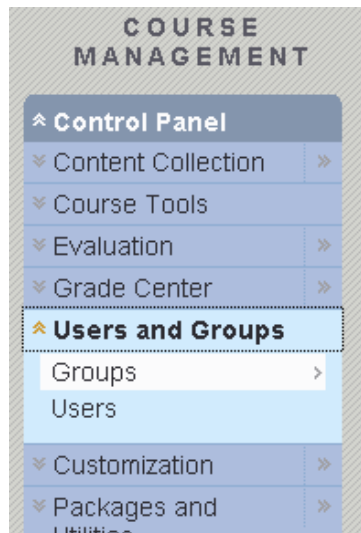 COURSE
MANAGEMENT
Control Panel
Content Collection
Course Tools
Evaluation
Grade Center
Users and Groups
Groups
Users
Customization
Packages and
Utilities